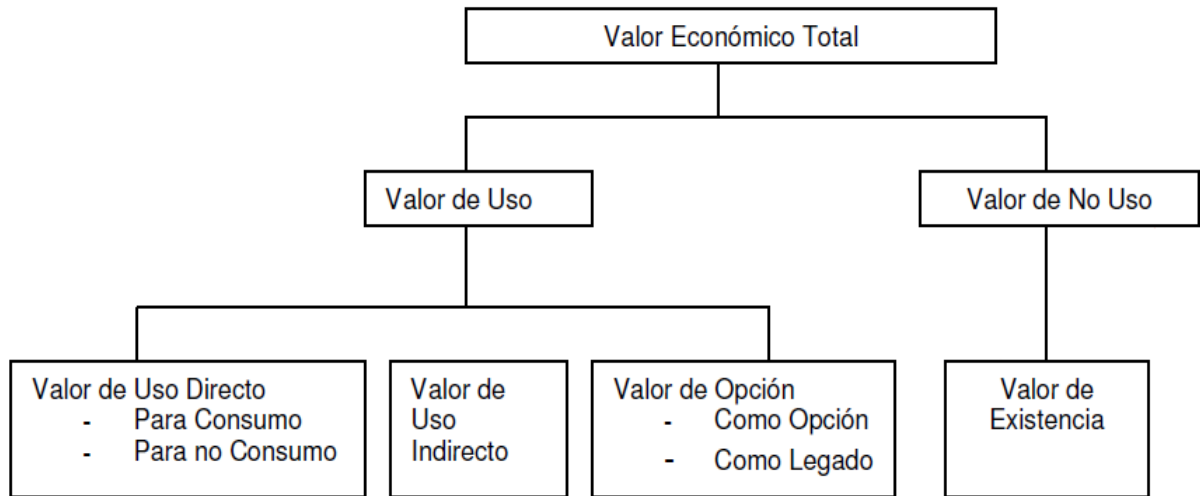 Valor Económico Total
Valor de Uso
Valor de No Uso
Valor de Uso Directo
- Para Consumo
- Para no Consumo
Valor de
Uso
Indirecto
Valor de Opción
- Como Opción
- Como Legado
Valor de
Existencia